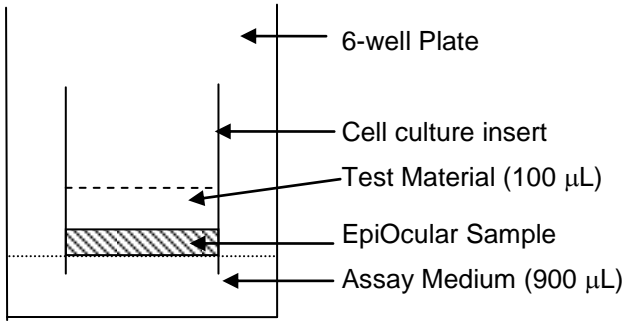 6-well Plate
Cell culture insert
Test Material (100 μL)
EpiOcular Sample
Assay Medium (900 μL)